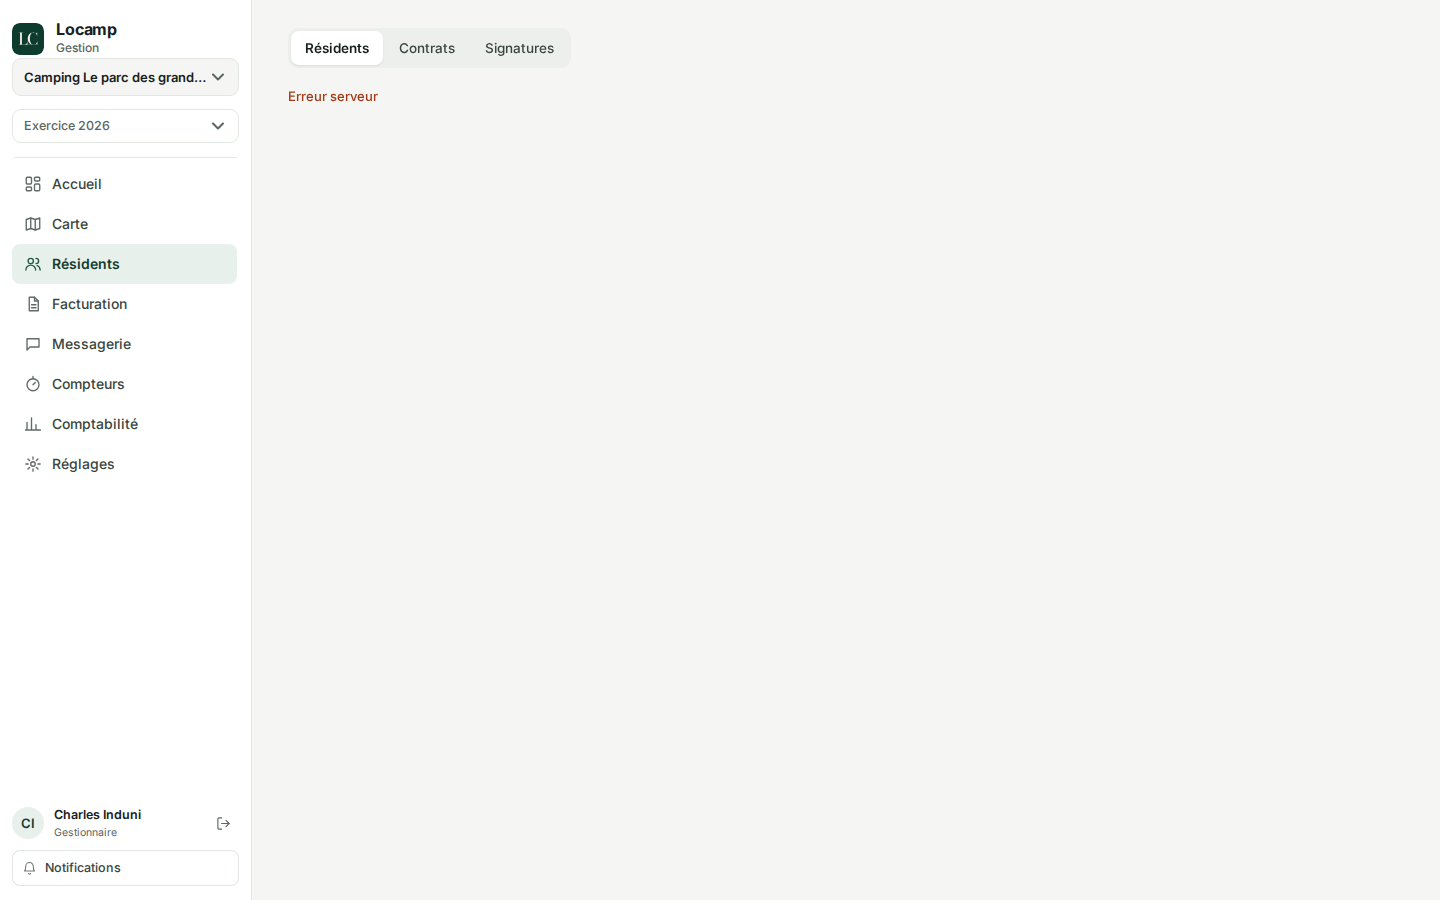 LC
Locamp
Gestion
Camping Le parc des grand...
Exercice 2026
Accueil
Carte
Résidents
Facturation
Messagerie
Compteurs
Comptabilité
Réglages
CI
Charles Induni
Gestionnaire
Notifications
Résidents Contrats Signatures
Erreur serveur